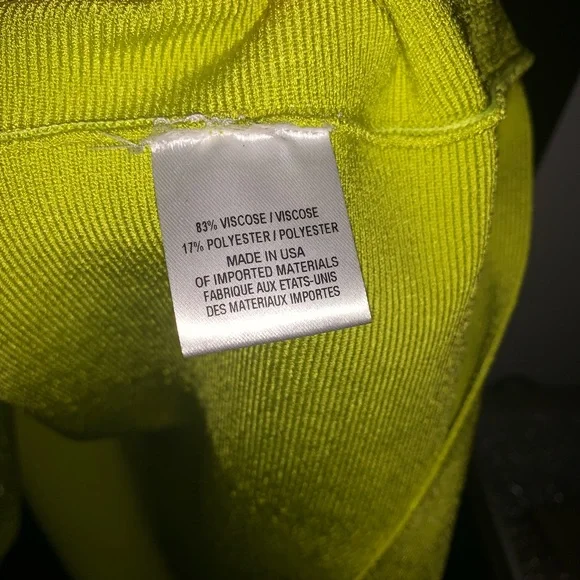 83% VISCOSE / VISCOSE
17% POLYESTER / POLYESTER
MADE IN USA
OF IMPORTED MATERIALS
FABRIQUE AUX ETATS-UNIS
DES MATERIAUX IMPORTES